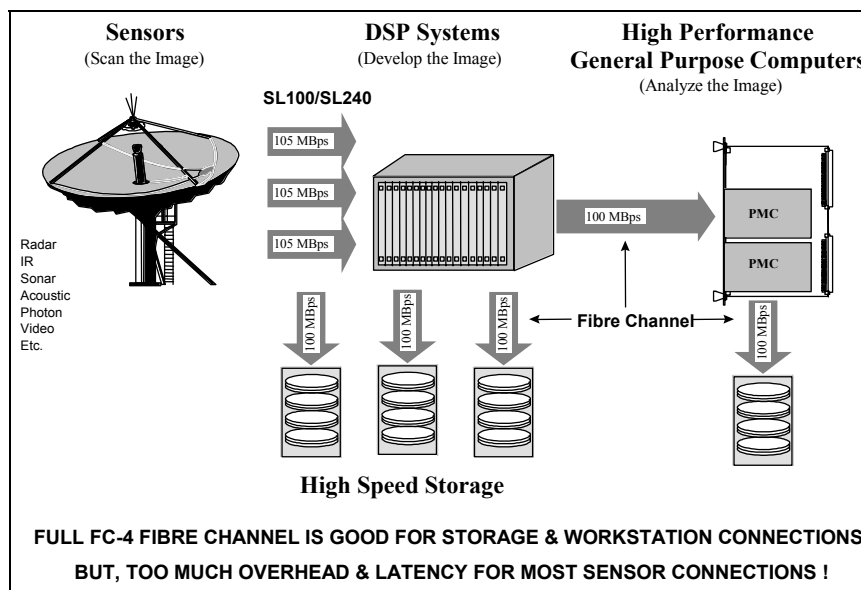 Sensors
(Scan the Image)
DSP Systems
(Develop the Image)
High Performance
General Purpose Computers
(Analyze the Image)
SL100/SL240
105 MBps
105 MBps
105 MBps
100 MBps
PMC
PMC
Radar
IR
Sonar
Acoustic
Photon
Video
Etc.
100 MBps
100 MBps
100 MBps
Fibre Channel
100 MBps
High Speed Storage
FULL FC-4 FIBRE CHANNEL IS GOOD FOR STORAGE & WORKSTATION CONNECTIONS
BUT, TOO MUCH OVERHEAD & LATENCY FOR MOST SENSOR CONNECTIONS !